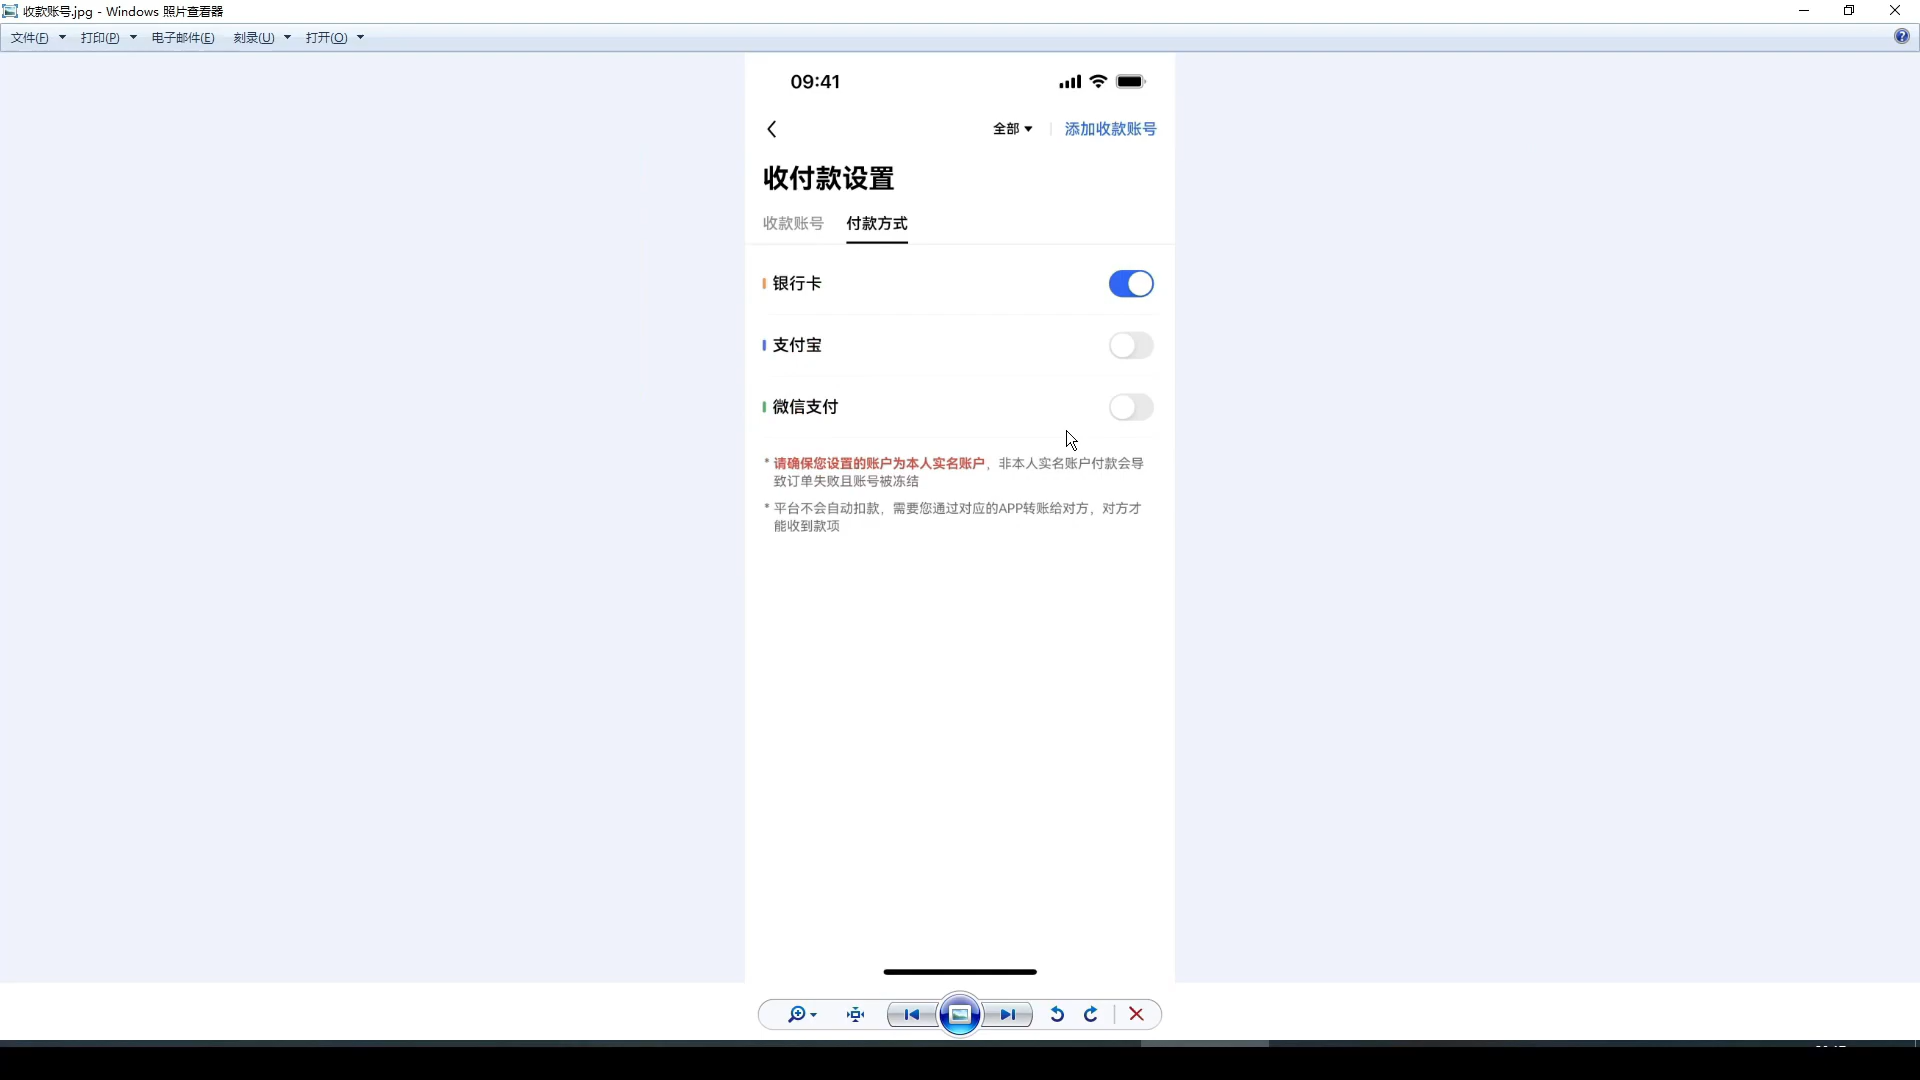 收款账号.jpg - Windows 照片查看器
文件(F) 打印(P) 电子邮件(E) 刻录(U) 打开(O)
09:41
全部 添加收款账号
收付款设置
收款账号 付款方式
银行卡
支付宝
微信支付
* 请确保您设置的账户为本人实名账户，非本人实名账户付款会导
致订单失败且账号被冻结
* 平台不会自动扣款，需要您通过对应的APP转账给对方，对方才
能收到款项